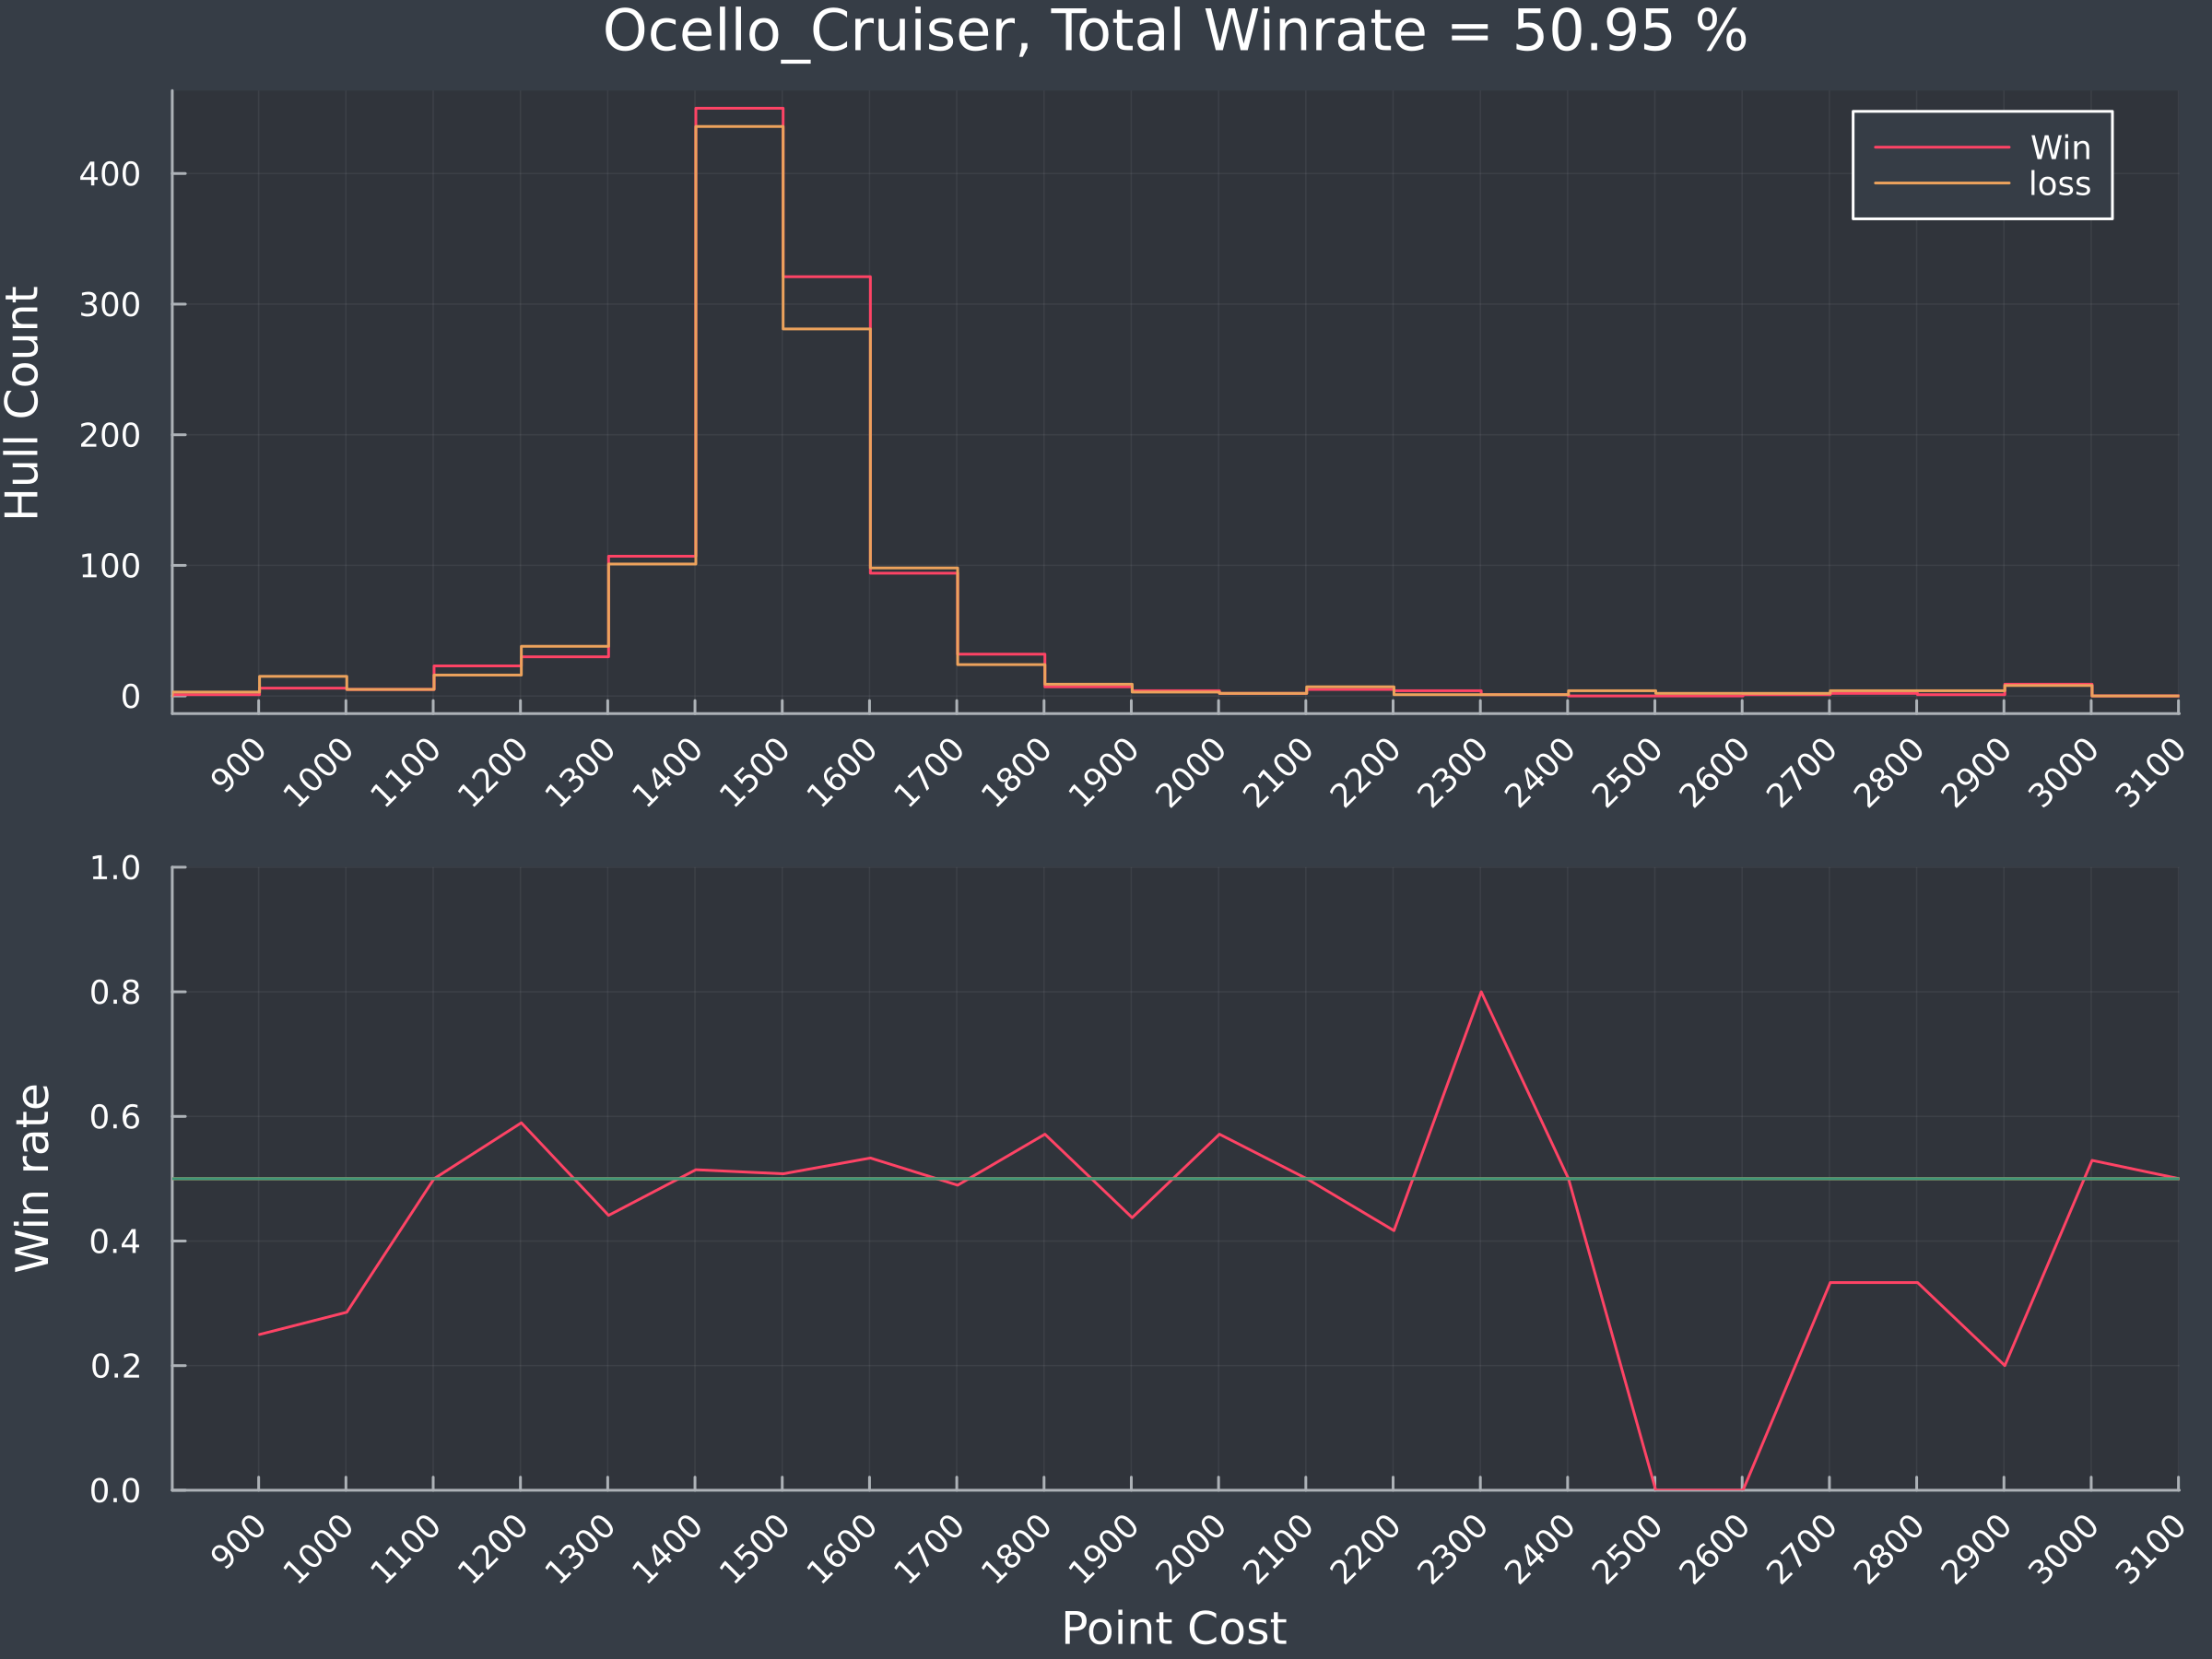 Ocello_Cruiser, Total Winrate = 50.95 %
Hull Count
400
300
200
100
0
Win
loss
900 1000 1100 1200 1300 1400 1500 1600 1700 1800 1900 2000 2100 2200 2300 2400 2500 2600 2700 2800 2900 3000 3100
Win rate
1.0
0.8
0.6
0.4
0.2
0.0
900 1000 1100 1200 1300 1400 1500 1600 1700 1800 1900 2000 2100 2200 2300 2400 2500 2600 2700 2800 2900 3000 3100
Point Cost